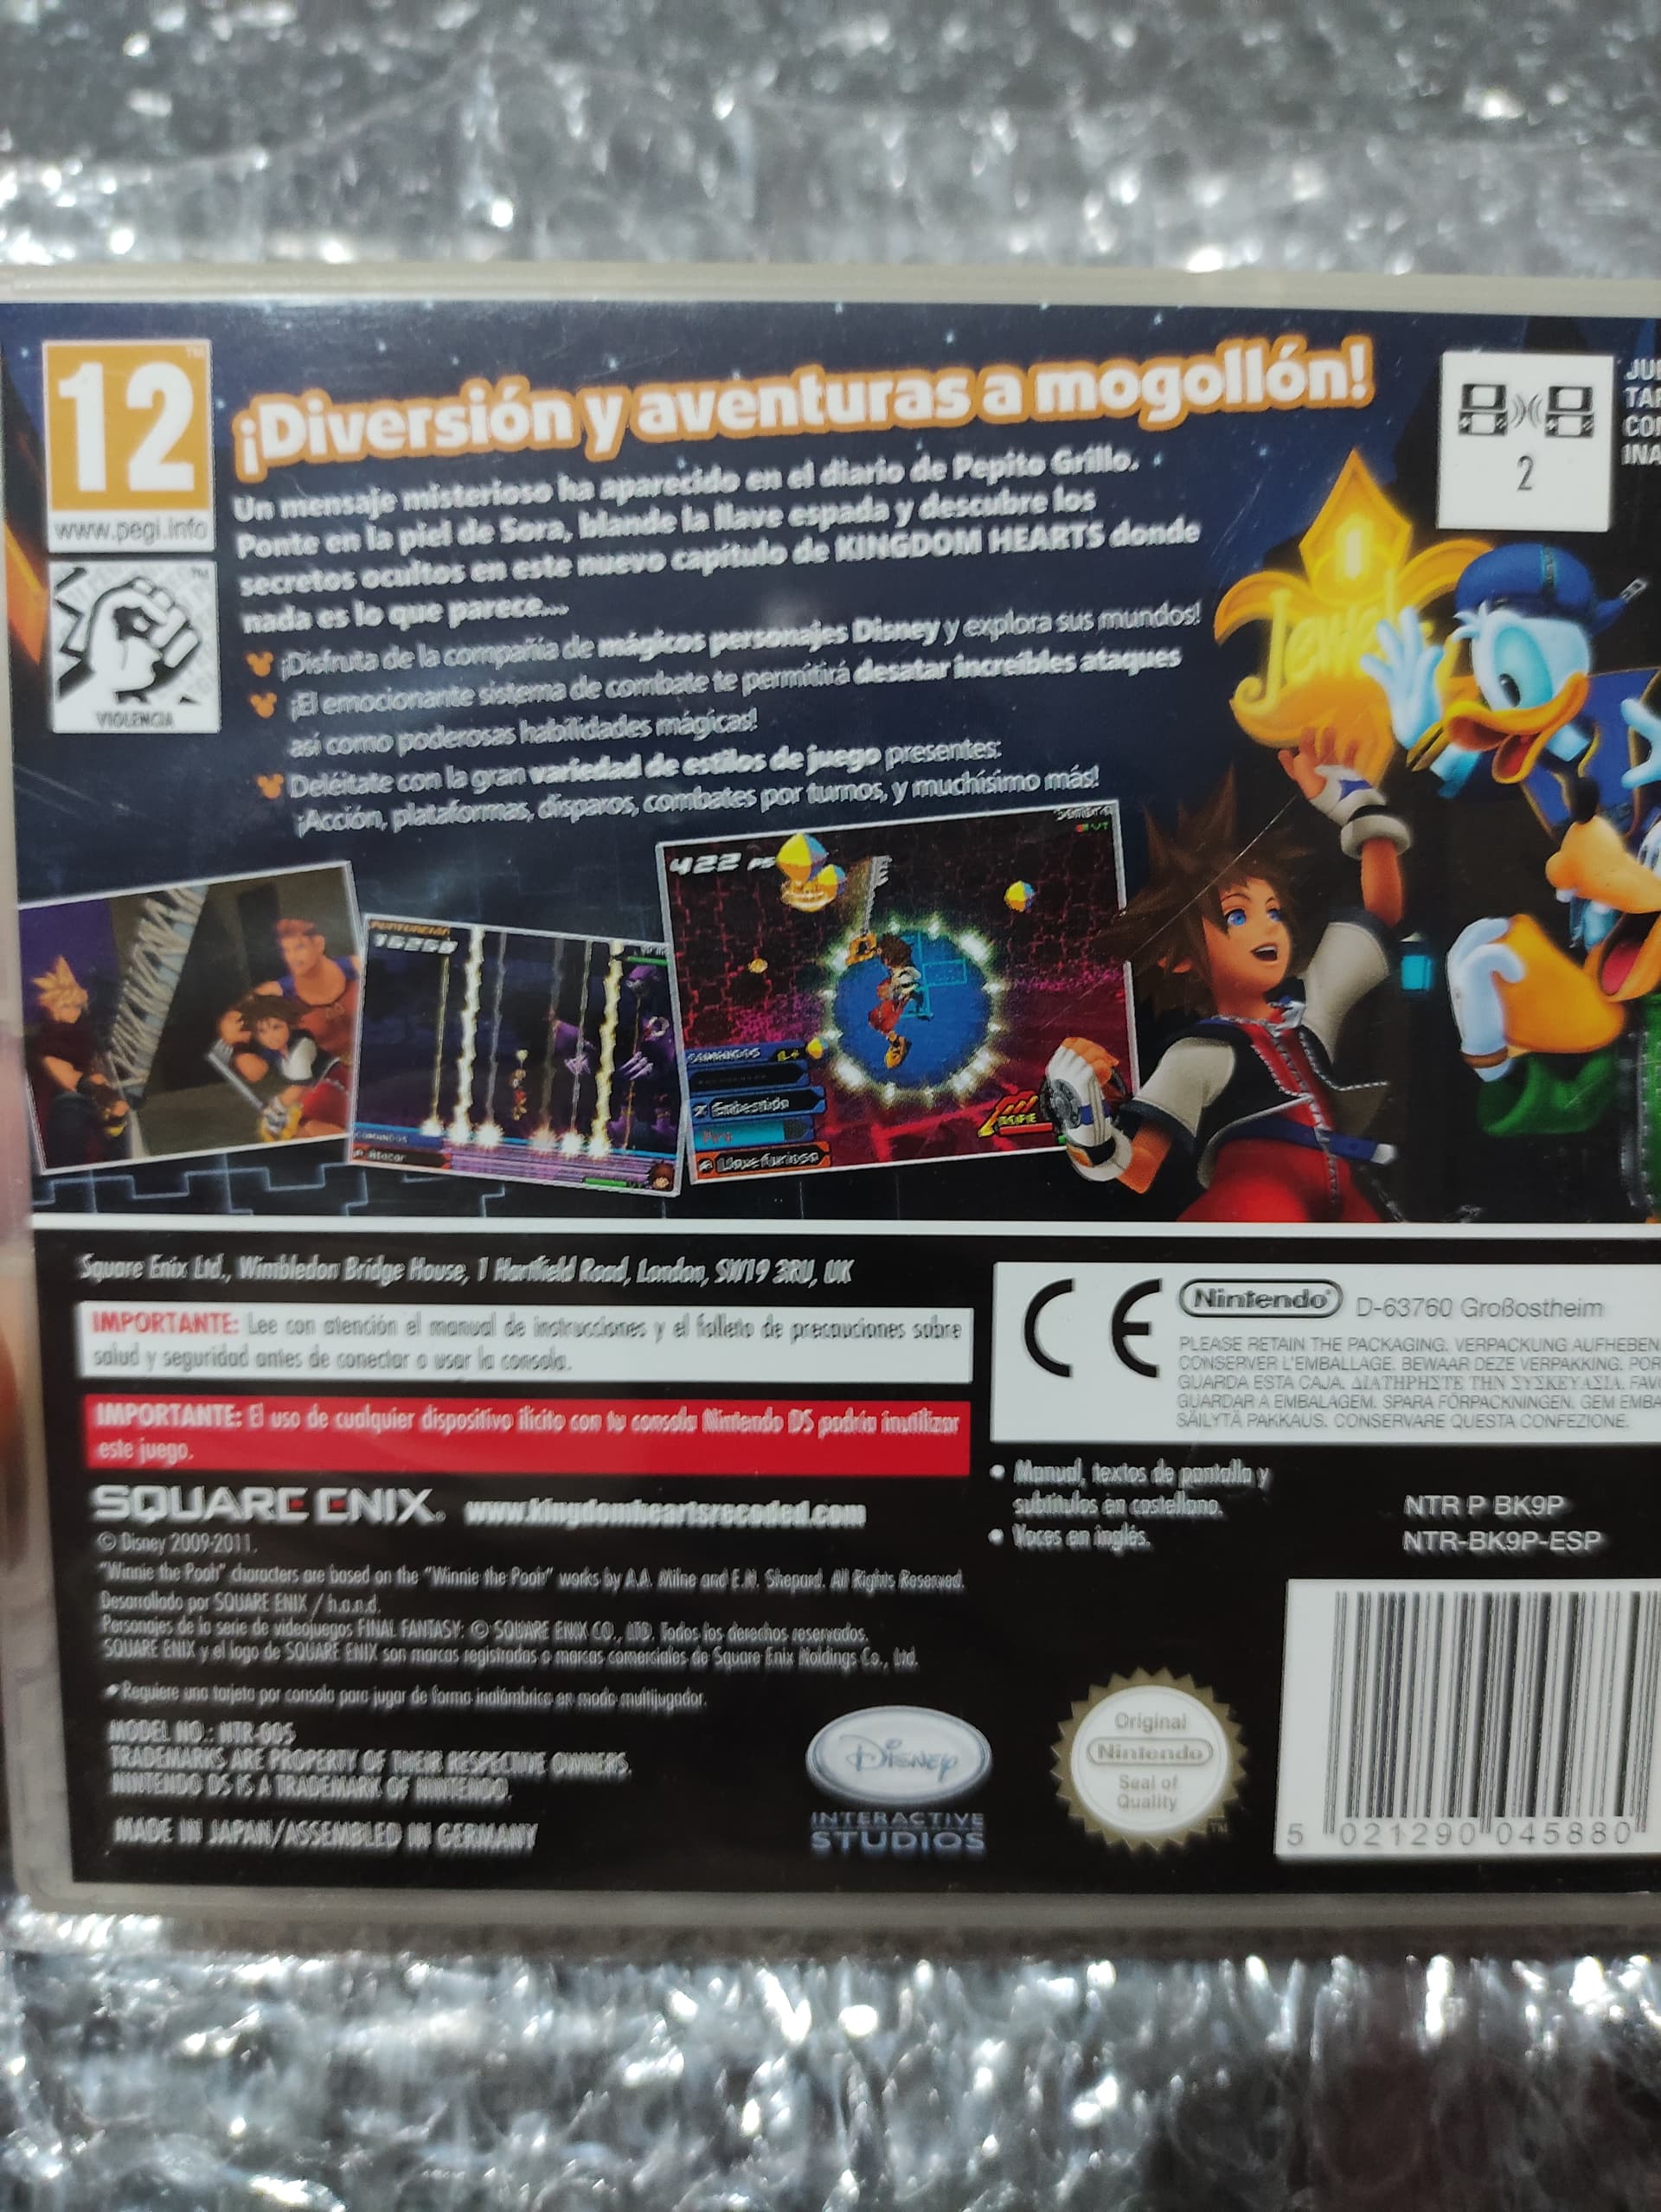 12
www.pegi.info
VIOLENCIA
¡Diversión y aventuras a mogollón!
Un mensaje misterioso ha aparecido en el diario de Pepito Grillo.
Ponte en la piel de Sora, blande la llave espada y descubre los
secretos ocultos en este nuevo capítulo de KINGDOM HEARTS donde
nada es lo que parece...
¡Disfruta de la compañía de mágicos personajes Disney y explora sus mundos!
¡El emocionante sistema de combate te permitirá desatar increíbles ataques
así como poderosas habilidades mágicas!
Deléitate con la gran variedad de estilos de juego presentes:
¡Acción, plataformas, disparos, combates por turnos, y muchísimo más!
2
Jewel
422 PS
COMANDOS
Embestida
Llave furiosa
PUNTUACIÓN
COMANDOS
Atacar
Square Enix Ltd., Wimbledon Bridge House, 1 Hartfield Road, London, SW19 3RU, UK
IMPORTANTE: Lee con atención el manual de instrucciones y el folleto de precauciones sobre
salud y seguridad antes de conectar o usar la consola.
IMPORTANTE: El uso de cualquier dispositivo ilícito con tu consola Nintendo DS podría inutilizar
este juego.
SQUARE ENIX. www.kingdomheartsrecoded.com
© Disney 2009-2011.
"Winnie the Pooh" characters are based on the "Winnie the Pooh" works by A.A. Milne and E.H. Shepard. All Rights Reserved.
Desarrollado por SQUARE ENIX / h.a.n.d.
Personajes de la serie de videojuegos FINAL FANTASY: © SQUARE ENIX CO., LTD. Todos los derechos reservados.
SQUARE ENIX y el logo de SQUARE ENIX son marcas registradas o marcas comerciales de Square Enix Holdings Co., Ltd.
Requiere una tarjeta por consola para jugar de forma inalámbrica en modo multijugador.
MODEL NO.: NTR-005
TRADEMARKS ARE PROPERTY OF THEIR RESPECTIVE OWNERS.
NINTENDO DS IS A TRADEMARK OF NINTENDO.
MADE IN JAPAN/ASSEMBLED IN GERMANY
CE Nintendo D-63760 Großostheim
PLEASE RETAIN THE PACKAGING. VERPACKUNG AUFHEBEN
CONSERVER L'EMBALLAGE. BEWAAR DEZE VERPAKKING. POR
GUARDA ESTA CAJA. ΔΙΑΤΗΡΗΣΤΕ ΤΗΝ ΣΥΣΚΕΥΑΣΙΑ. FAV
GUARDAR A EMBALAGEM. SPARA FÖRPACKNINGEN. GEM EMBA
SÄILYTÄ PAKKAUS. CONSERVARE QUESTA CONFEZIONE.
• Manual, textos de pantalla y
subtítulos en castellano.
• Voces en inglés.
NTR P BK9P
NTR-BK9P-ESP
Disney
INTERACTIVE
STUDIOS
Original
Nintendo
Seal of
Quality
5 021290 045880